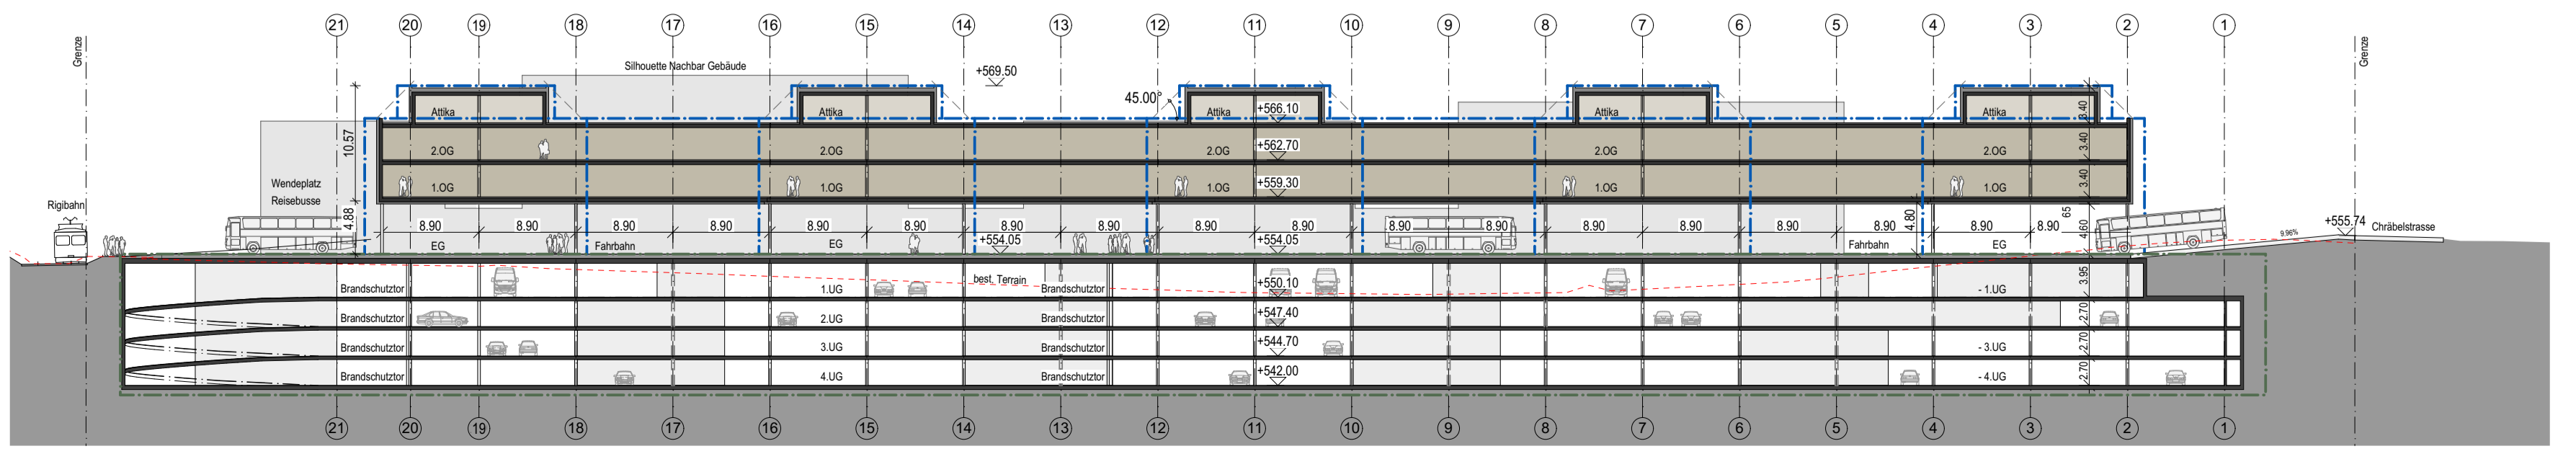 21 20 19 18 17 16 15 14 13 12 11 10 9 8 7 6 5 4 3 2 1
Grenze
Grenze
Silhouette Nachbar Gebäude
+569.50
45.00°
Attika Attika Attika +566.10 Attika Attika 3.40
10.57
2.OG 2.OG 2.OG +562.70 2.OG 2.OG 3.40
Wendeplatz
Reisebusse
1.OG 1.OG 1.OG +559.30 1.OG 1.OG 3.40
Rigibahn
4.88 8.90 8.90 8.90 8.90 8.90 8.90 8.90 8.90 8.90 8.90 8.90 8.90 8.90 8.90 8.90 8.90 4.80 8.90 8.90 65 4.60
+555.74
Chräbelstrasse
9.96%
EG Fahrbahn EG +554.05 +554.05 Fahrbahn EG
best. Terrain
Brandschutztor 1.UG Brandschutztor +550.10 - 1.UG 3.95
Brandschutztor 2.UG Brandschutztor +547.40 2.70
Brandschutztor 3.UG Brandschutztor +544.70 - 3.UG 2.70
Brandschutztor 4.UG Brandschutztor +542.00 - 4.UG 2.70
21 20 19 18 17 16 15 14 13 12 11 10 9 8 7 6 5 4 3 2 1